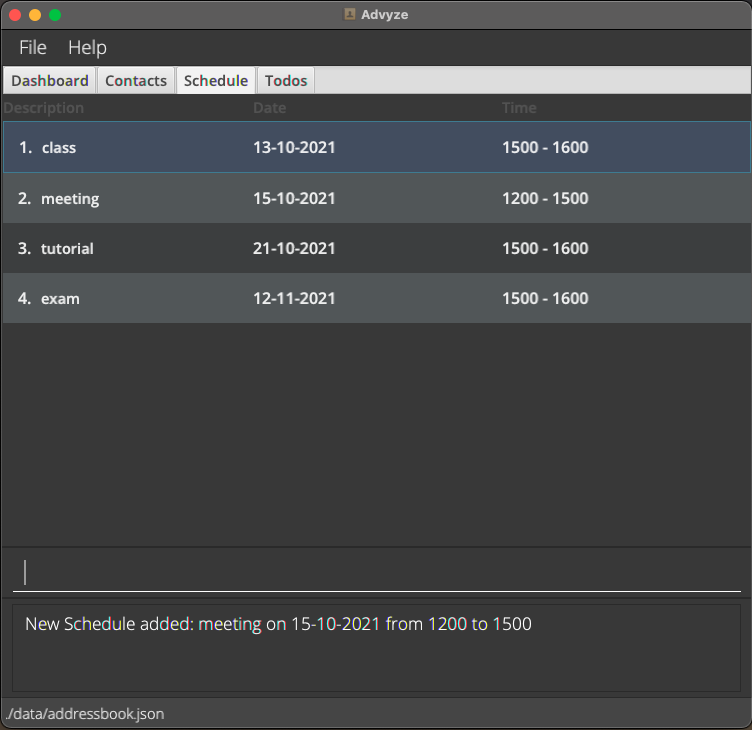 Advyze
File Help
Dashboard Contacts Schedule Todos
Description Date Time
1. class 13-10-2021 1500 - 1600
2. meeting 15-10-2021 1200 - 1500
3. tutorial 21-10-2021 1500 - 1600
4. exam 12-11-2021 1500 - 1600
New Schedule added: meeting on 15-10-2021 from 1200 to 1500
./data/addressbook.json